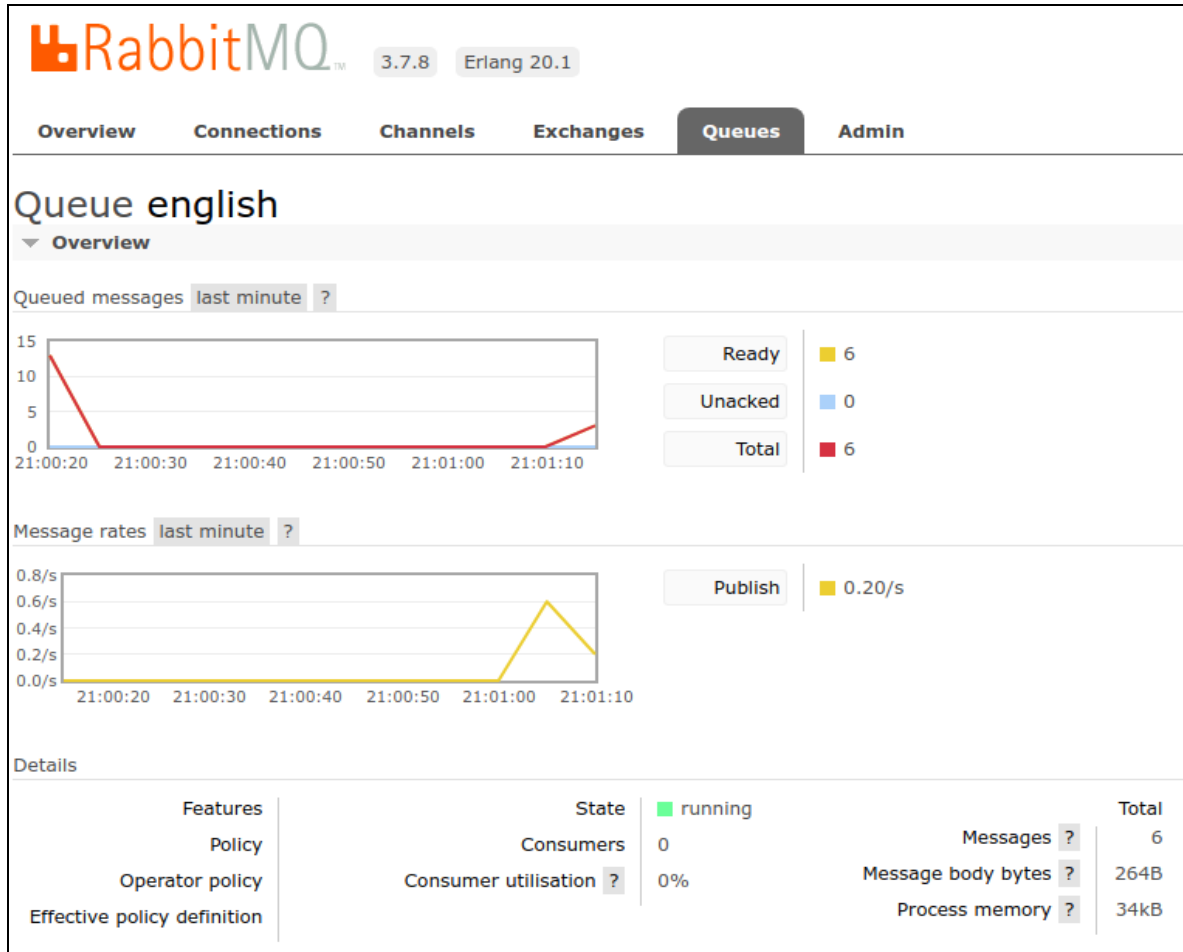 RabbitMQ™ 3.7.8 Erlang 20.1
Overview Connections Channels Exchanges Queues Admin
Queue english
Overview
Queued messages last minute ?
15
10
5
0
21:00:20 21:00:30 21:00:40 21:00:50 21:01:00 21:01:10
Ready 6
Unacked 0
Total 6
Message rates last minute ?
0.8/s
0.6/s
0.4/s
0.2/s
0.0/s
21:00:20 21:00:30 21:00:40 21:00:50 21:01:00 21:01:10
Publish 0.20/s
Details
Features
Policy
Operator policy
Effective policy definition
State running
Consumers 0
Consumer utilisation ? 0%
Total
Messages ? 6
Message body bytes ? 264B
Process memory ? 34kB